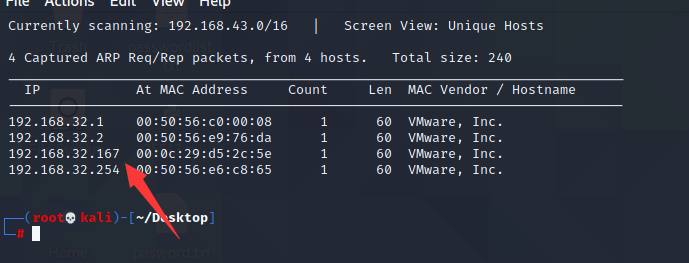 File Actions Edit View Help
Currently scanning: 192.168.43.0/16 | Screen View: Unique Hosts
4 Captured ARP Req/Rep packets, from 4 hosts. Total size: 240
IP At MAC Address Count Len MAC Vendor / Hostname
192.168.32.1 00:50:56:c0:00:08 1 60 VMware, Inc.
192.168.32.2 00:50:56:e9:76:da 1 60 VMware, Inc.
192.168.32.167 00:0c:29:d5:2c:5e 1 60 VMware, Inc.
192.168.32.254 00:50:56:e6:c8:65 1 60 VMware, Inc.
(root💀kali)-[~/Desktop]
#
Home password.txt